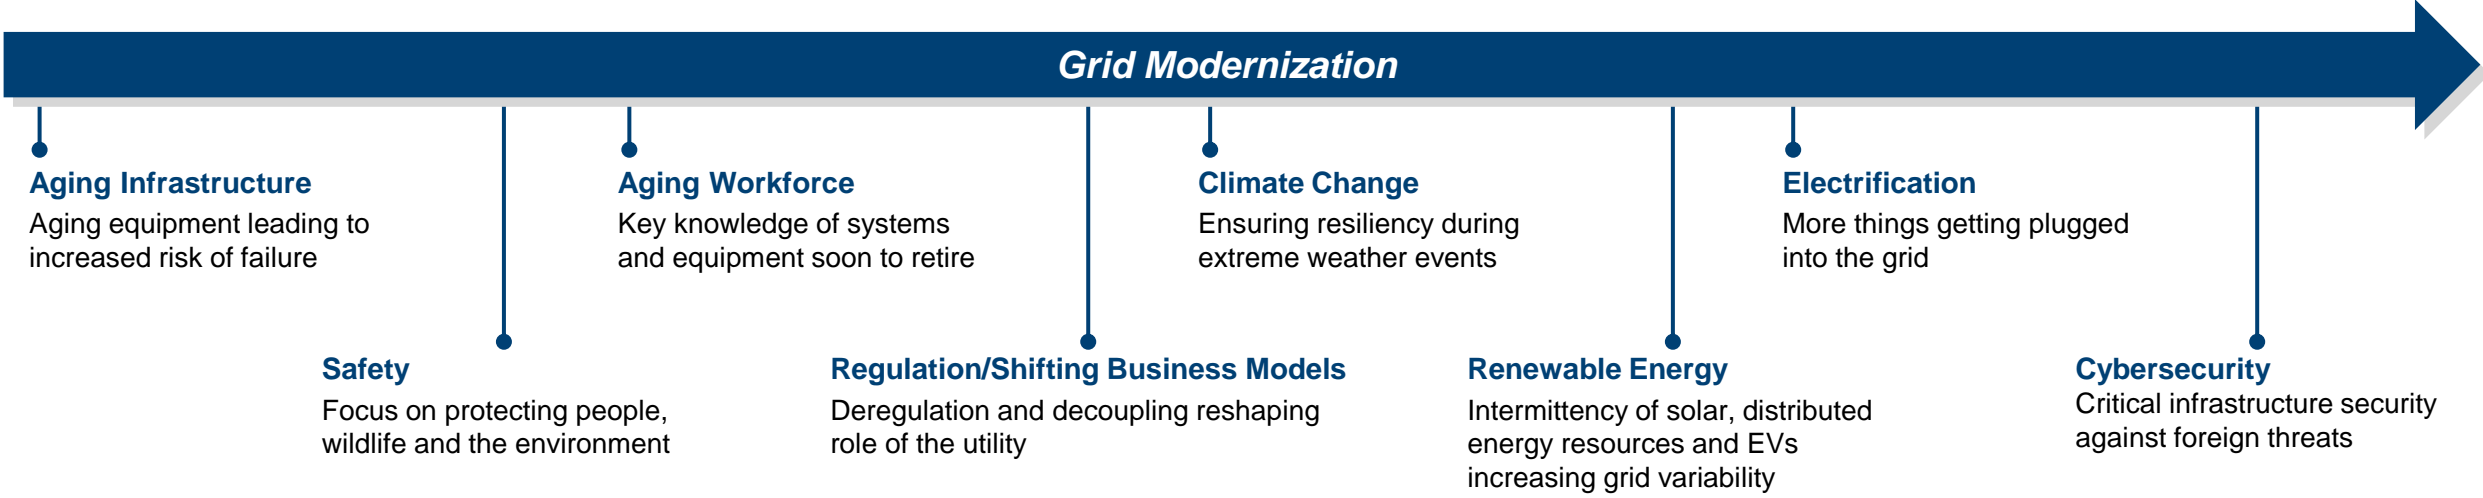 Grid Modernization
Aging Infrastructure
Aging equipment leading to
increased risk of failure
Safety
Focus on protecting people,
wildlife and the environment
Aging Workforce
Key knowledge of systems
and equipment soon to retire
Regulation/Shifting Business Models
Deregulation and decoupling reshaping
role of the utility
Climate Change
Ensuring resiliency during
extreme weather events
Renewable Energy
Intermittency of solar, distributed
energy resources and EVs
increasing grid variability
Electrification
More things getting plugged
into the grid
Cybersecurity
Critical infrastructure security
against foreign threats